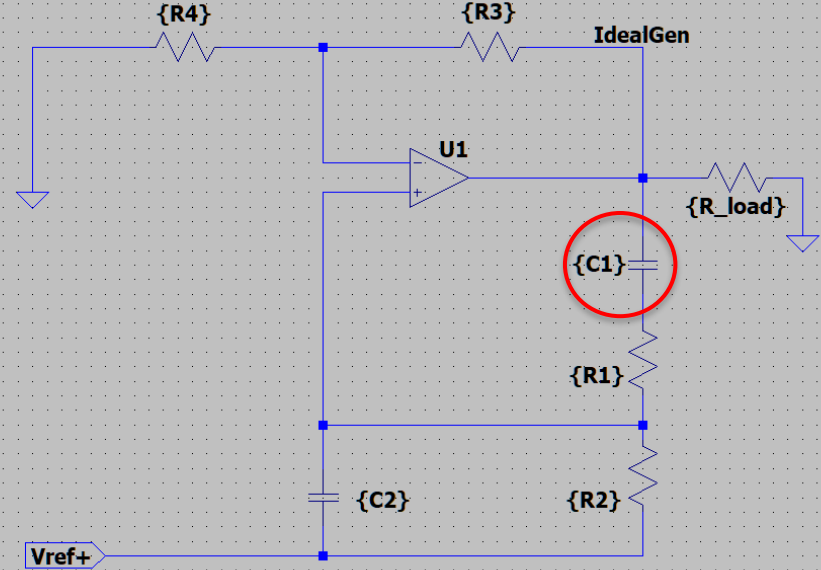 {R4}
{R3}
IdealGen
U1
{R_load}
{C1}
{R1}
{C2}
{R2}
Vref+